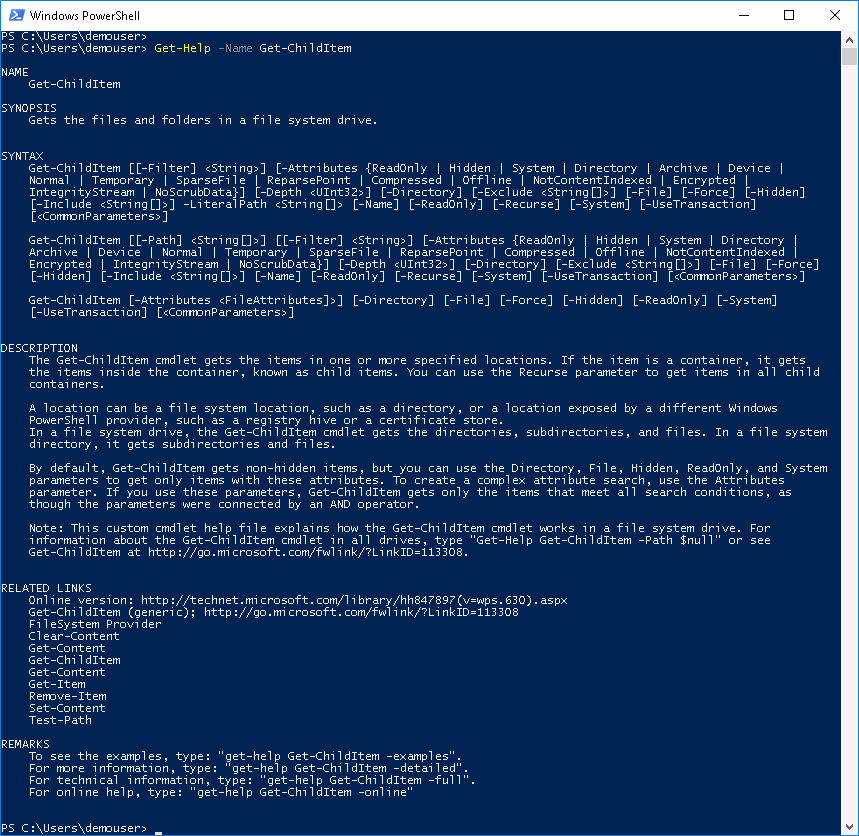 Windows PowerShell
PS C:\Users\demouser>
PS C:\Users\demouser> Get-Help -Name Get-ChildItem
NAME
Get-ChildItem
SYNOPSIS
Gets the files and folders in a file system drive.
SYNTAX
Get-ChildItem [[-Filter] <String>] [-Attributes {ReadOnly | Hidden | System | Directory | Archive | Device |
Normal | Temporary | SparseFile | ReparsePoint | Compressed | Offline | NotContentIndexed | Encrypted |
IntegrityStream | NoScrubData}] [-Depth <UInt32>] [-Directory] [-Exclude <String[]>] [-File] [-Force] [-Hidden]
[-Include <String[]>] -LiteralPath <String[]> [-Name] [-ReadOnly] [-Recurse] [-System] [-UseTransaction]
[<CommonParameters>]
Get-ChildItem [[-Path] <String[]>] [[-Filter] <String>] [-Attributes {ReadOnly | Hidden | System | Directory |
Archive | Device | Normal | Temporary | SparseFile | ReparsePoint | Compressed | Offline | NotContentIndexed |
Encrypted | IntegrityStream | NoScrubData}] [-Depth <UInt32>] [-Directory] [-Exclude <String[]>] [-File] [-Force]
[-Hidden] [-Include <String[]>] [-Name] [-ReadOnly] [-Recurse] [-System] [-UseTransaction] [<CommonParameters>]
Get-ChildItem [-Attributes <FileAttributes]>] [-Directory] [-File] [-Force] [-Hidden] [-ReadOnly] [-System]
[-UseTransaction] [<CommonParameters>]
DESCRIPTION
The Get-ChildItem cmdlet gets the items in one or more specified locations. If the item is a container, it gets
the items inside the container, known as child items. You can use the Recurse parameter to get items in all child
containers.
A location can be a file system location, such as a directory, or a location exposed by a different Windows
PowerShell provider, such as a registry hive or a certificate store.
In a file system drive, the Get-ChildItem cmdlet gets the directories, subdirectories, and files. In a file system
directory, it gets subdirectories and files.
By default, Get-ChildItem gets non-hidden items, but you can use the Directory, File, Hidden, ReadOnly, and System
parameters to get only items with these attributes. To create a complex attribute search, use the Attributes
parameter. If you use these parameters, Get-ChildItem gets only the items that meet all search conditions, as
though the parameters were connected by an AND operator.
Note: This custom cmdlet help file explains how the Get-ChildItem cmdlet works in a file system drive. For
information about the Get-ChildItem cmdlet in all drives, type "Get-Help Get-ChildItem -Path $null" or see
Get-ChildItem at http://go.microsoft.com/fwlink/?LinkID=113308.
RELATED LINKS
Online version: http://technet.microsoft.com/library/hh847897(v=wps.630).aspx
Get-ChildItem (generic); http://go.microsoft.com/fwlink/?LinkID=113308
FileSystem Provider
Clear-Content
Get-Content
Get-ChildItem
Get-Content
Get-Item
Remove-Item
Set-Content
Test-Path
REMARKS
To see the examples, type: "get-help Get-ChildItem -examples".
For more information, type: "get-help Get-ChildItem -detailed".
For technical information, type: "get-help Get-ChildItem -full".
For online help, type: "get-help Get-ChildItem -online"
PS C:\Users\demouser> _